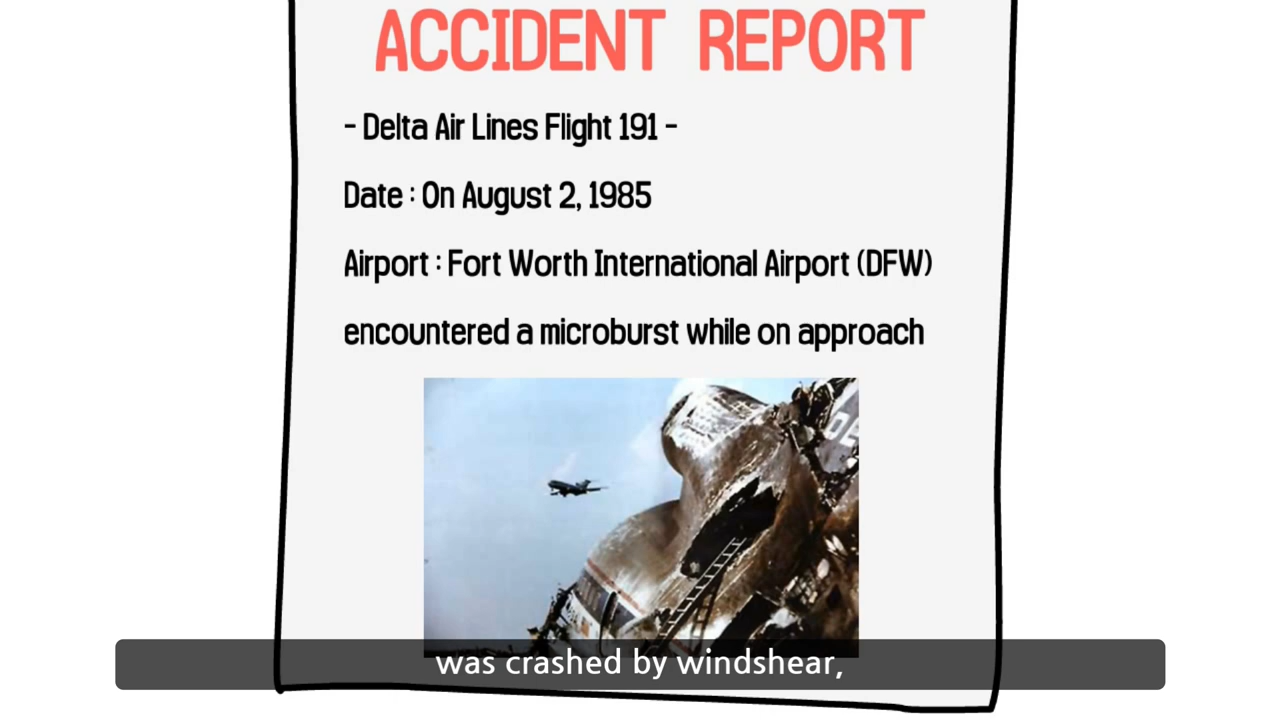 ACCIDENT REPORT
- Delta Air Lines Flight 191 -
Date : On August 2, 1985
Airport : Fort Worth International Airport (DFW)
encountered a microburst while on approach
was crashed by windshear,